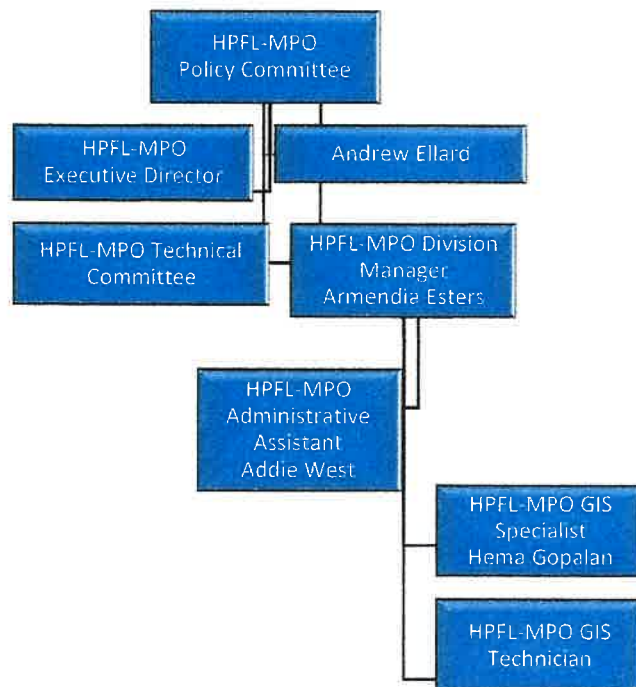 HPFL-MPO
Policy Committee
HPFL-MPO
Executive Director
Andrew Ellard
HPFL-MPO Technical
Committee
HPFL-MPO Division
Manager
Armendia Esters
HPFL-MPO
Administrative
Assistant
Addie West
HPFL-MPO GIS
Specialist
Hema Gopalan
HPFL-MPO GIS
Technician